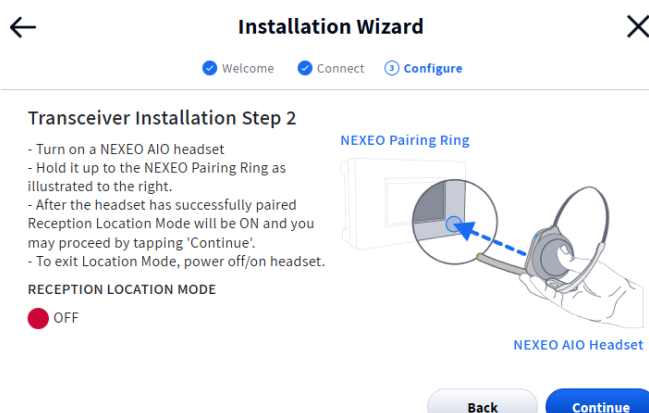 Installation Wizard
Welcome
Connect
3 Configure
Transceiver Installation Step 2
- Turn on a NEXEO AIO headset
- Hold it up to the NEXEO Pairing Ring as
illustrated to the right.
- After the headset has successfully paired
Reception Location Mode will be ON and you
may proceed by tapping 'Continue'.
- To exit Location Mode, power off/on headset.
RECEPTION LOCATION MODE
OFF
NEXEO Pairing Ring
NEXEO AIO Headset
Back
Continue